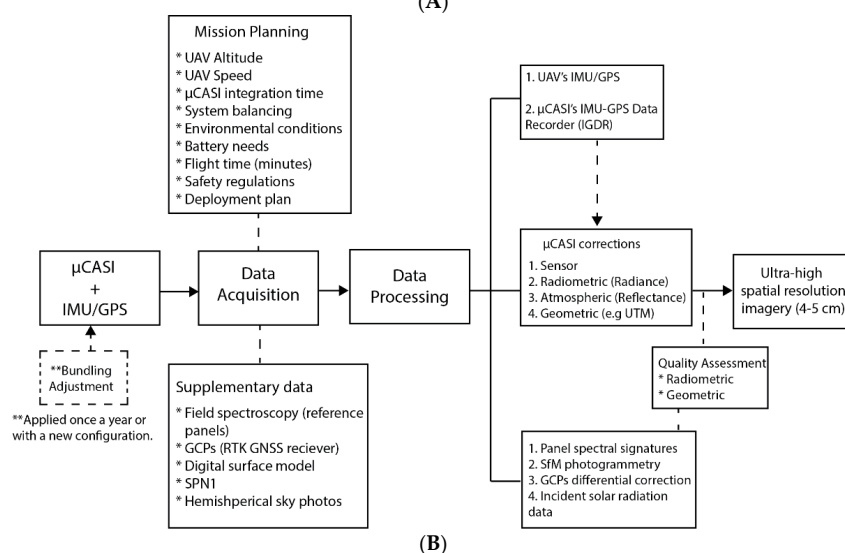 (A)
Mission Planning
* UAV Altitude
* UAV Speed
* µCASI integration time
* System balancing
* Environmental conditions
* Battery needs
* Flight time (minutes)
* Safety regulations
* Deployment plan
1. UAV's IMU/GPS
2. µCASI's IMU-GPS Data
Recorder (IGDR)
µCASI
+
IMU/GPS
Data
Acquisition
Data
Processing
µCASI corrections
1. Sensor
2. Radiometric (Radiance)
3. Atmospheric (Reflectance)
4. Geometric (e.g UTM)
Ultra-high
spatial resolution
imagery (4-5 cm)
**Bundling
Adjustment
**Applied once a year or
with a new configuration.
Supplementary data
* Field spectroscopy (reference
panels)
* GCPs (RTK GNSS reciever)
* Digital surface model
* SPN1
* Hemishperical sky photos
Quality Assessment
* Radiometric
* Geometric
1. Panel spectral signatures
2. SfM photogrammetry
3. GCPs differential correction
4. Incident solar radiation
data
(B)